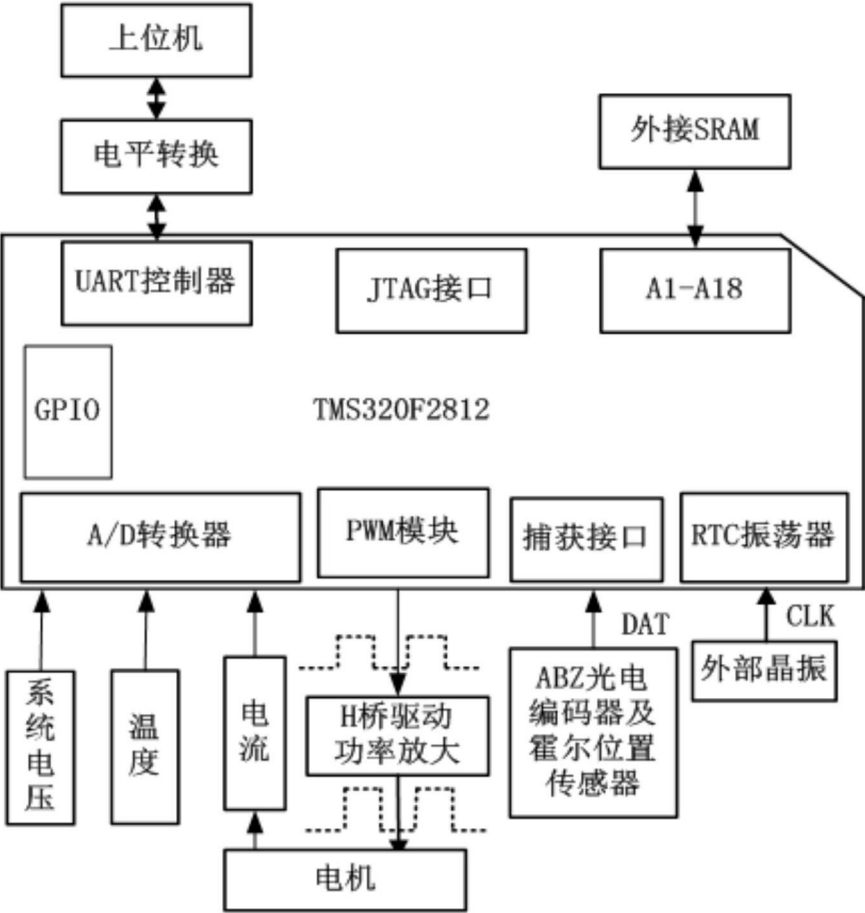 上位机
电平转换
外接SRAM
UART控制器
JTAG接口
A1-A18
GPIO
TMS320F2812
A/D转换器
PWM模块
捕获接口
RTC振荡器
DAT
CLK
系统电压
温度
电流
H桥驱动
功率放大
ABZ光电
编码器及
霍尔位置
传感器
外部晶振
电机